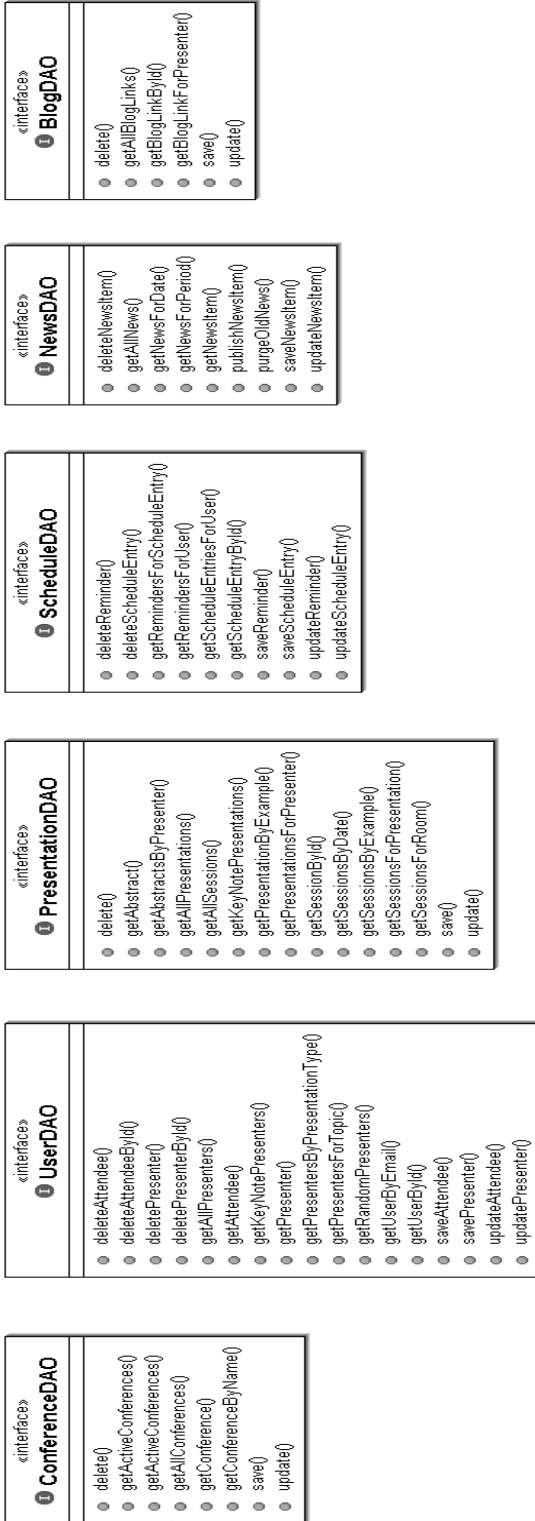 «interface»
I ConferenceDAO
delete()
getActiveConferences()
getActiveConferences()
getAllConferences()
getConference()
getConferenceByName()
save()
update()
«interface»
I UserDAO
deleteAttendee()
deleteAttendeeById()
deletePresenter()
deletePresenterById()
getAllPresenters()
getAttendee()
getKeyNotePresenters()
getPresenter()
getPresentersByPresentationType()
getPresentersForTopic()
getRandomPresenters()
getUserByEmail()
getUserById()
saveAttendee()
savePresenter()
updateAttendee()
updatePresenter()
«interface»
I PresentationDAO
delete()
getAbstract()
getAbstractsByPresenter()
getAllPresentations()
getAllSessions()
getKeyNotePresentations()
getPresentationByExample()
getPresentationsForPresenter()
getSessionById()
getSessionsByDate()
getSessionsByExample()
getSessionsForPresentation()
getSessionsForRoom()
save()
update()
«interface»
I ScheduleDAO
deleteReminder()
deleteScheduleEntry()
getRemindersForScheduleEntry()
getRemindersForUser()
getScheduleEntriesForUser()
getScheduleEntryById()
saveReminder()
saveScheduleEntry()
updateReminder()
updateScheduleEntry()
«interface»
I NewsDAO
deleteNewsItem()
getAllNews()
getNewsForDate()
getNewsForPeriod()
getNewsItem()
publishNewsItem()
purgeOldNews()
saveNewsItem()
updateNewsItem()
«interface»
I BlogDAO
delete()
getAllBlogLinks()
getBlogLinkById()
getBlogLinkForPresenter()
save()
update()